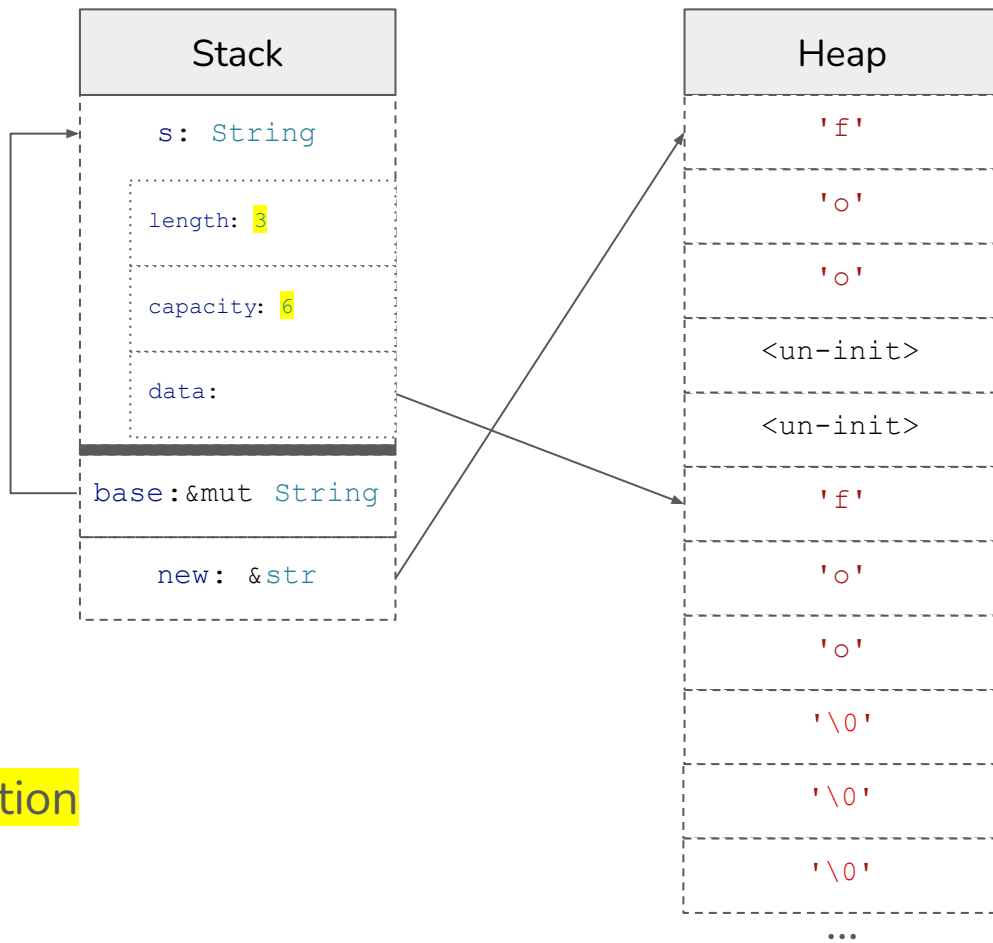 Stack
s: String
length: 3
capacity: 6
data:
base:&mut String
new: &str
tion
Heap
'f'
'o'
'o'
<un-init>
<un-init>
'f'
'o'
'o'
'\0'
'\0'
'\0'
...